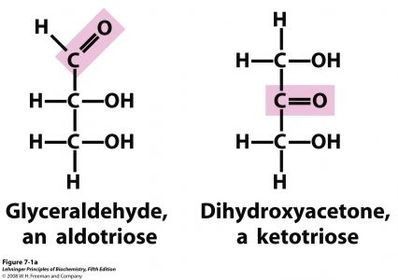 H O
C
H—C—OH
H—C—OH
H
H
H—C—OH
C=O
H—C—OH
H
Glyceraldehyde,
an aldotriose
Dihydroxyacetone,
a ketotriose
Figure 7-1a
Lehninger Principles of Biochemistry, Fifth Edition
© 2008 W. H. Freeman and Company